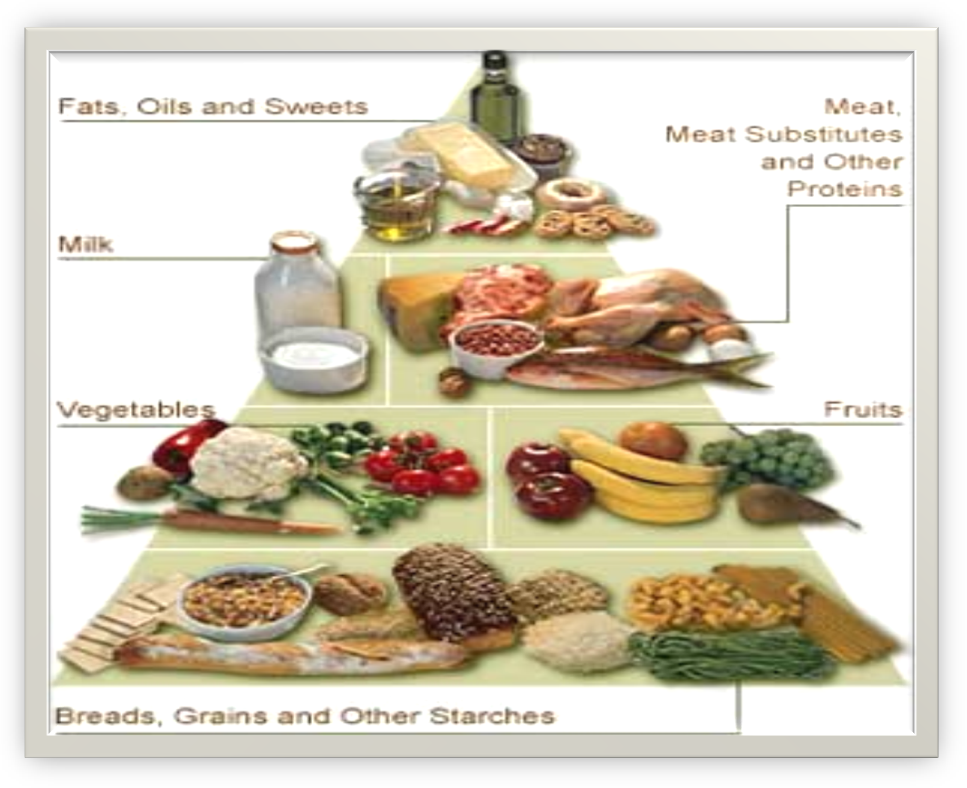 Fats, Oils and Sweets
Meat,
Meat Substitutes
and Other
Proteins
Milk
Vegetables
Fruits
Breads, Grains and Other Starches